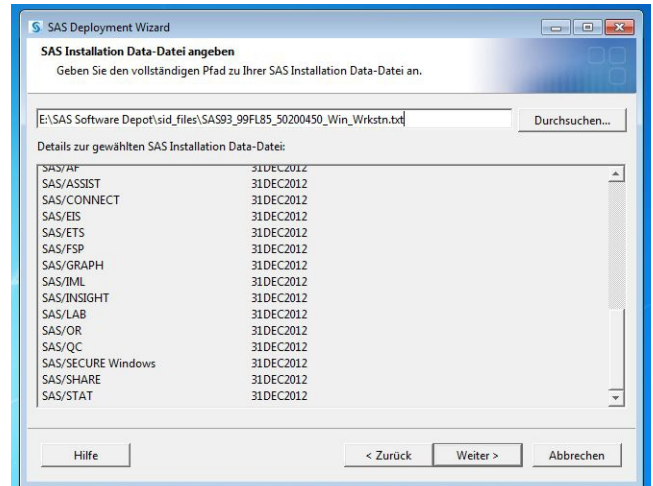 SAS Deployment Wizard
SAS Installation Data-Datei angeben
Geben Sie den vollständigen Pfad zu Ihrer SAS Installation Data-Datei an.
E:\SAS Software Depot\sid_files\SAS93_99FL85_50200450_Win_Wrkstn.txt
Durchsuchen...
Details zur gewählten SAS Installation Data-Datei:
SAS/AF 31DEC2012
SAS/ASSIST 31DEC2012
SAS/CONNECT 31DEC2012
SAS/EIS 31DEC2012
SAS/ETS 31DEC2012
SAS/FSP 31DEC2012
SAS/GRAPH 31DEC2012
SAS/IML 31DEC2012
SAS/INSIGHT 31DEC2012
SAS/LAB 31DEC2012
SAS/OR 31DEC2012
SAS/QC 31DEC2012
SAS/SECURE Windows 31DEC2012
SAS/SHARE 31DEC2012
SAS/STAT 31DEC2012
Hilfe < Zurück Weiter > Abbrechen